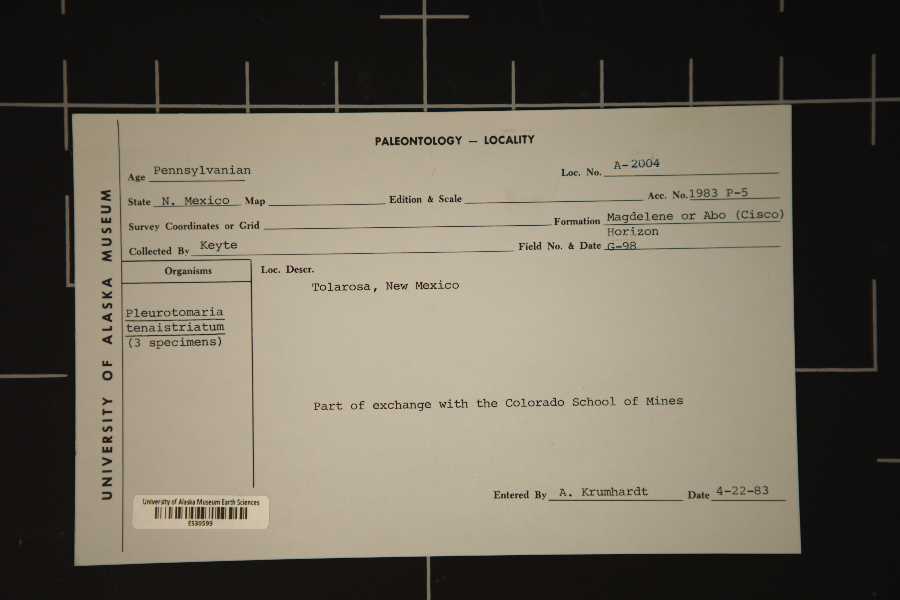 PALEONTOLOGY — LOCALITY
Age Pennsylvanian
Loc. No. A-2004
State N. Mexico Map Edition & Scale Acc. No. 1983 P-5
Survey Coordinates or Grid Formation Magdelene or Abo (Cisco)
Horizon
Collected By Keyte Field No. & Date G-98
Organisms
Loc. Descr.
Tolarosa, New Mexico
Pleurotomaria
tenaistriatum
(3 specimens)
Part of exchange with the Colorado School of Mines
Entered By A. Krumhardt Date 4-22-83
UNIVERSITY OF ALASKA MUSEUM
University of Alaska Museum Earth Sciences
ES30599